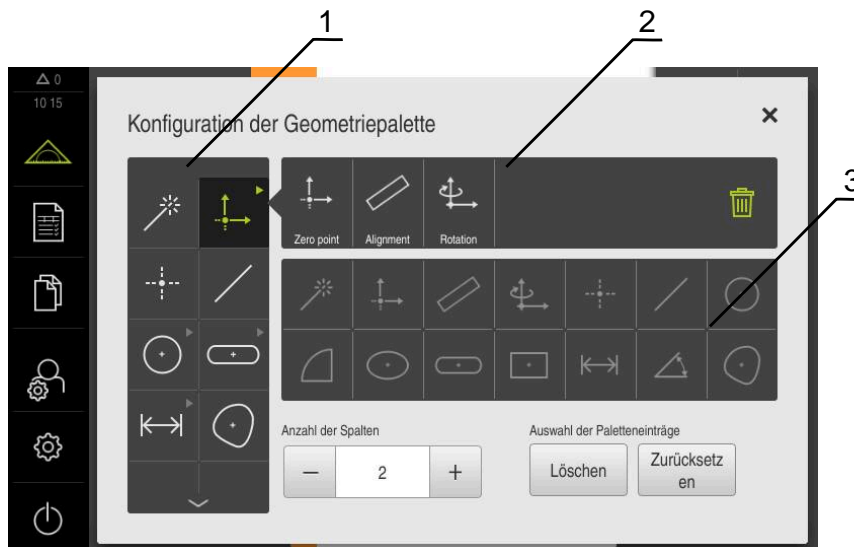 1
2
3
0
10 15
Konfiguration der Geometriepalette
Zero point
Alignment
Rotation
Anzahl der Spalten
2
Auswahl der Paletteneinträge
Löschen
Zurücksetz
en